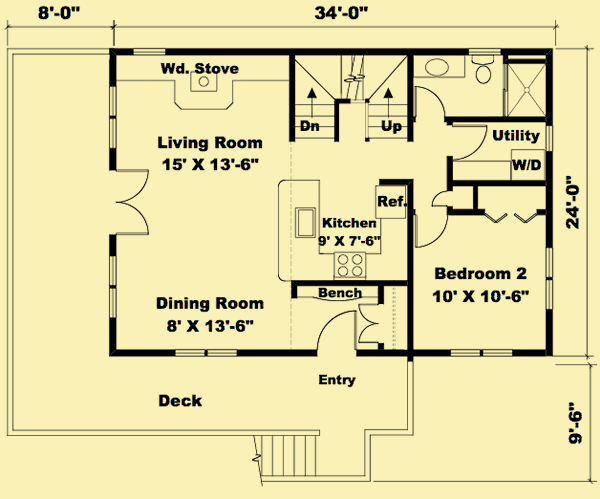 8'-0"
34'-0"
Wd. Stove
Living Room
15' X 13'-6"
Dn
Up
Utility
W/D
Ref.
Kitchen
9' X 7'-6"
24'-0"
Bedroom 2
10' X 10'-6"
Bench
Dining Room
8' X 13'-6"
Entry
Deck
9'-6"